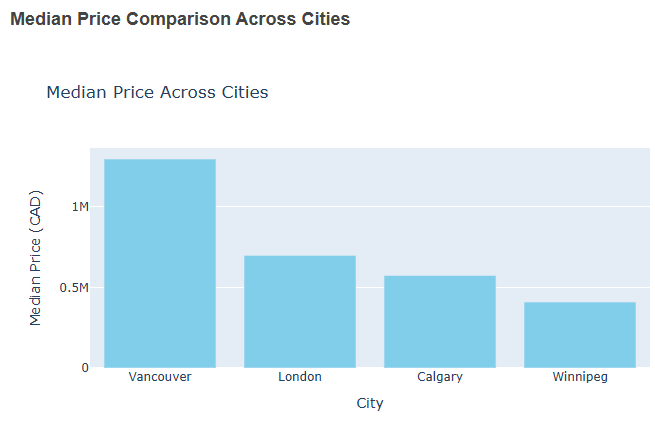 Median Price Comparison Across Cities
Median Price Across Cities
Median Price (CAD)
1M
0.5M
0
Vancouver London Calgary Winnipeg
City